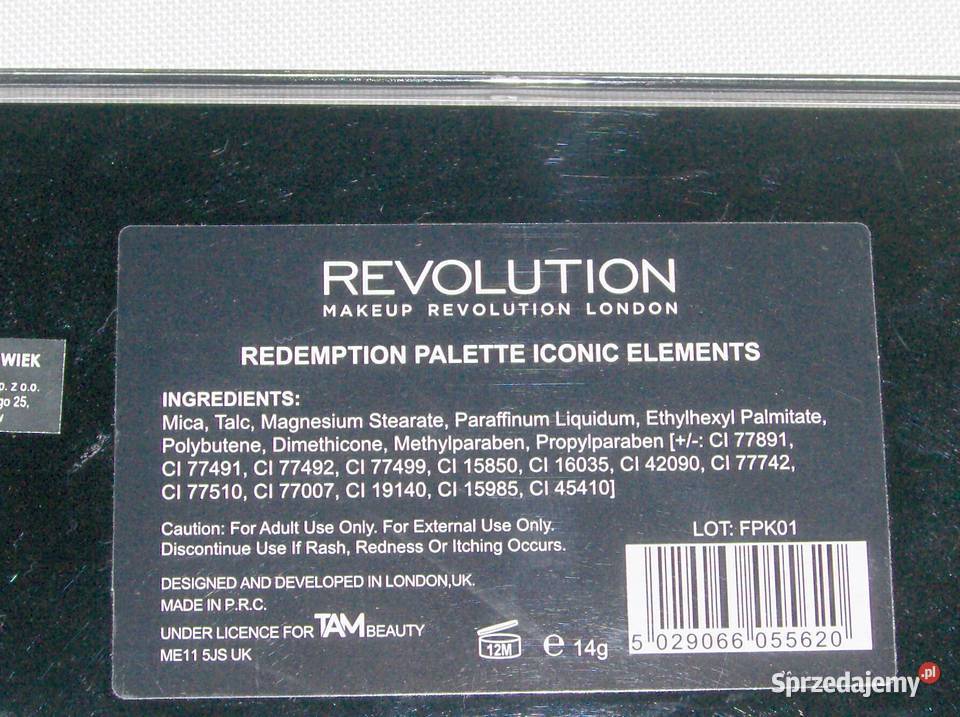 REVOLUTION
MAKEUP REVOLUTION LONDON
REDEMPTION PALETTE ICONIC ELEMENTS
WIEK
p. z o.o.
go 25,
INGREDIENTS:
Mica, Talc, Magnesium Stearate, Paraffinum Liquidum, Ethylhexyl Palmitate,
Polybutene, Dimethicone, Methylparaben, Propylparaben [+/-: CI 77891,
CI 77491, CI 77492, CI 77499, CI 15850, CI 16035, CI 42090, CI 77742,
CI 77510, CI 77007, CI 19140, CI 15985, CI 45410]
Caution: For Adult Use Only. For External Use Only.
Discontinue Use If Rash, Redness Or Itching Occurs.
LOT: FPK01
DESIGNED AND DEVELOPED IN LONDON,UK.
MADE IN P.R.C.
UNDER LICENCE FOR TAM BEAUTY
ME11 5JS UK
12M
e 14g
5 029066 055620
Sprzedajemy.pl